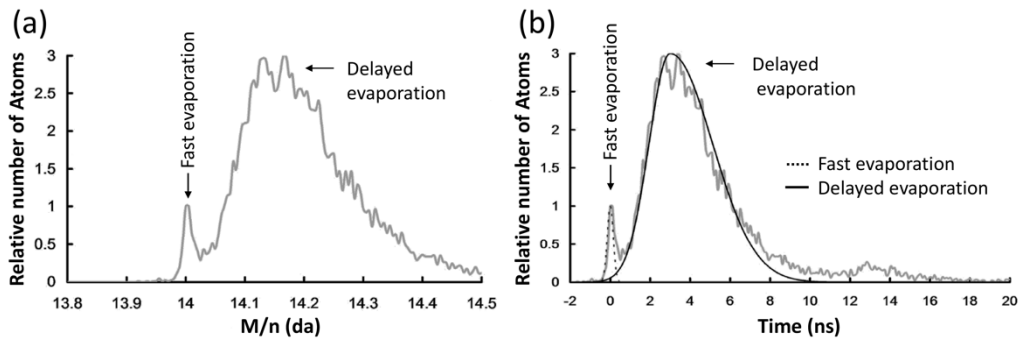 (a)
Relative number of Atoms
3
2.5
2
1.5
1
0.5
0
Fast evaporation
Delayed
evaporation
13.8 13.9 14 14.1 14.2 14.3 14.4 14.5
M/n (da)
(b)
Relative number of Atoms
3
2.5
2
1.5
1
0.5
0
Fast evaporation
Delayed
evaporation
Fast evaporation
Delayed evaporation
-2 0 2 4 6 8 10 12 14 16 18 20
Time (ns)